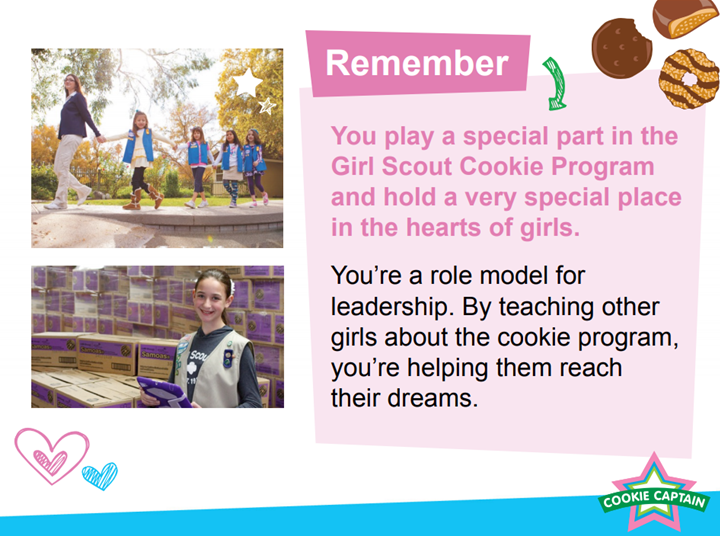 Remember
You play a special part in the
Girl Scout Cookie Program
and hold a very special place
in the hearts of girls.
You’re a role model for
leadership. By teaching other
girls about the cookie program,
you’re helping them reach
their dreams.
Samoas
Scout
COOKIE CAPTAIN